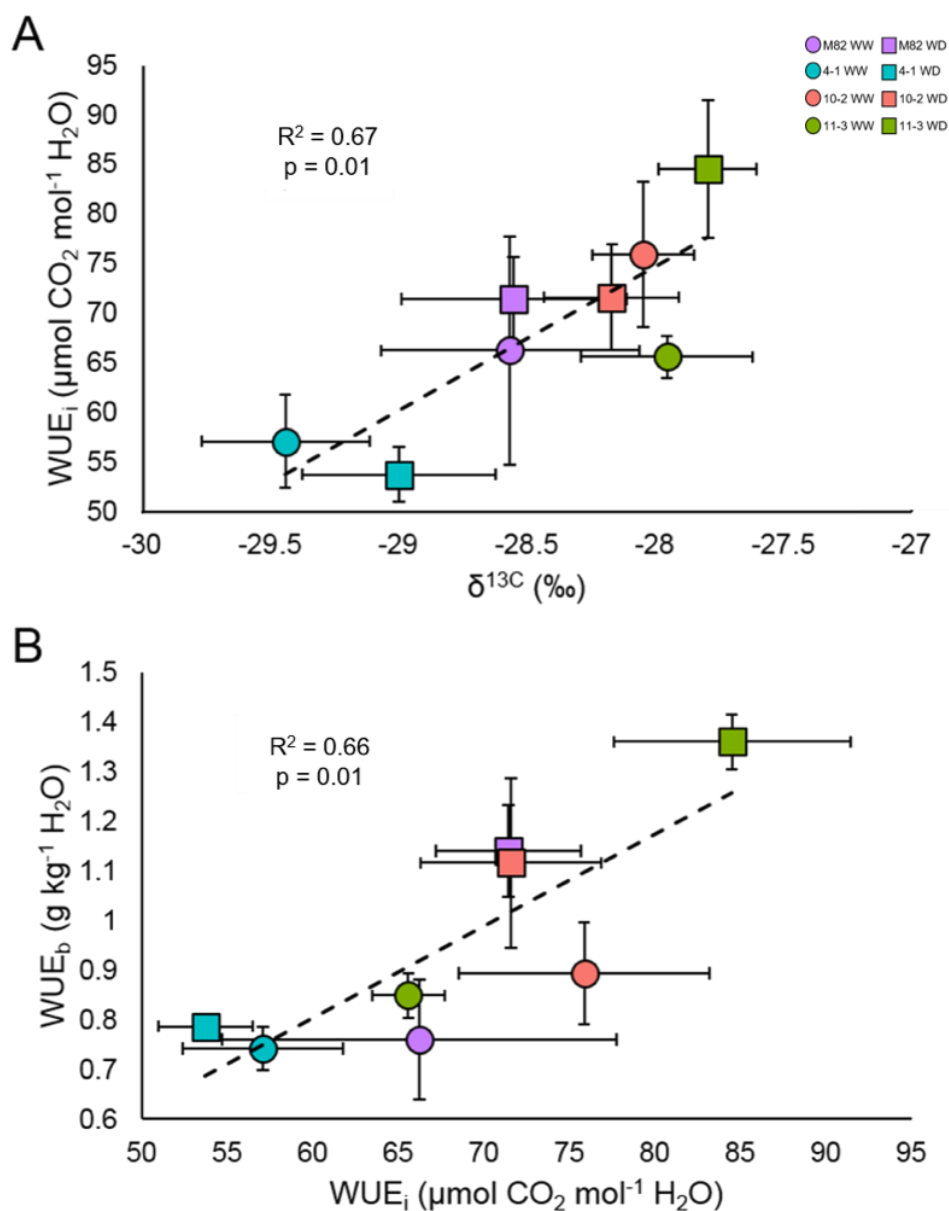 A
M82 WW M82 WD
4-1 WW 4-1 WD
10-2 WW 10-2 WD
11-3 WW 11-3 WD
95
90
85
80
75
70
65
60
55
50
WUEi (µmol CO2 mol-1 H2O)
R2 = 0.67
p = 0.01
-30 -29.5 -29 -28.5 -28 -27.5 -27
δ13C (‰)
B
1.5
1.4
1.3
1.2
1.1
1
0.9
0.8
0.7
0.6
WUEb (g kg-1 H2O)
R2 = 0.66
p = 0.01
50 55 60 65 70 75 80 85 90 95
WUEi (µmol CO2 mol-1 H2O)